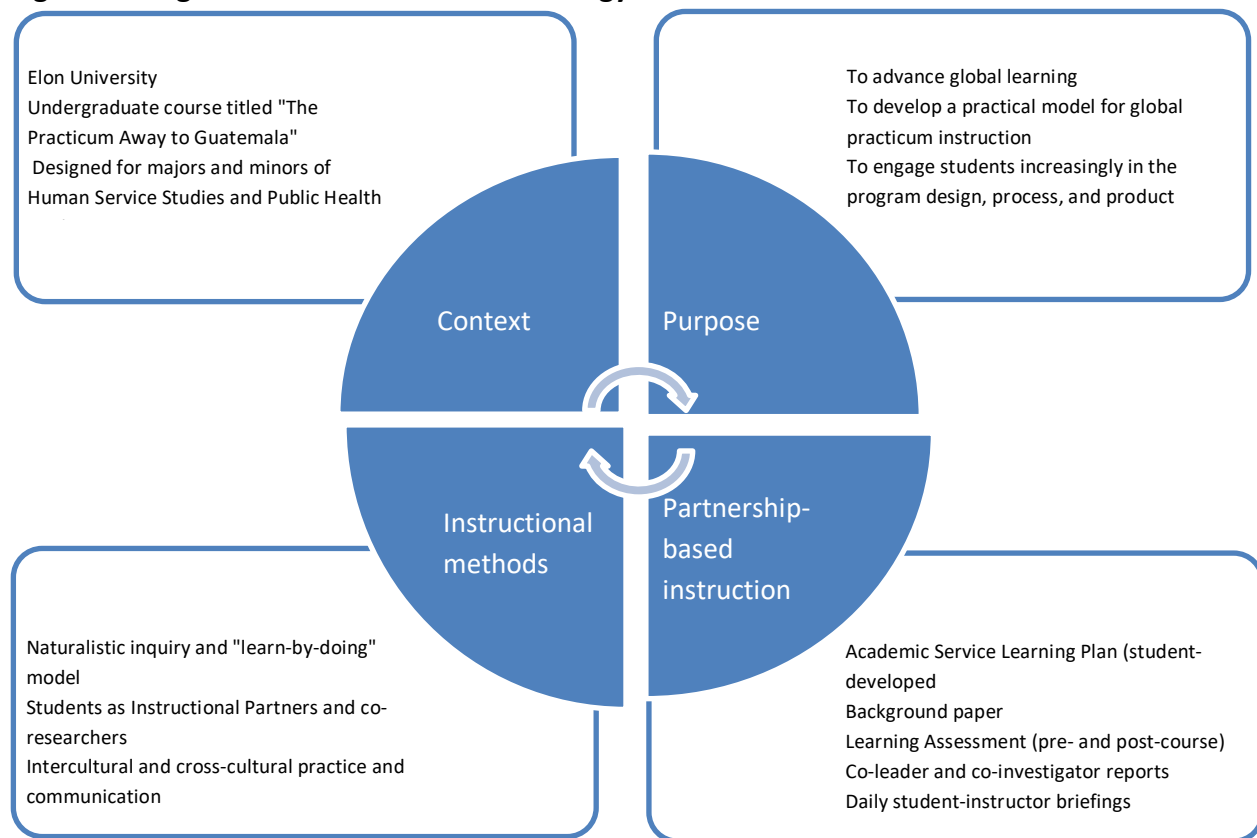 Elon University
Undergraduate course titled "The
Practicum Away to Guatemala"
Designed for majors and minors of
Human Service Studies and Public Health
To advance global learning
To develop a practical model for global
practicum instruction
To engage students increasingly in the
program design, process, and product
Context
Purpose
Instructional
methods
Partnership-
based
instruction
Naturalistic inquiry and "learn-by-doing"
model
Students as Instructional Partners and co-
researchers
Intercultural and cross-cultural practice and
communication
Academic Service Learning Plan (student-
developed
Background paper
Learning Assessment (pre- and post-course)
Co-leader and co-investigator reports
Daily student-instructor briefings